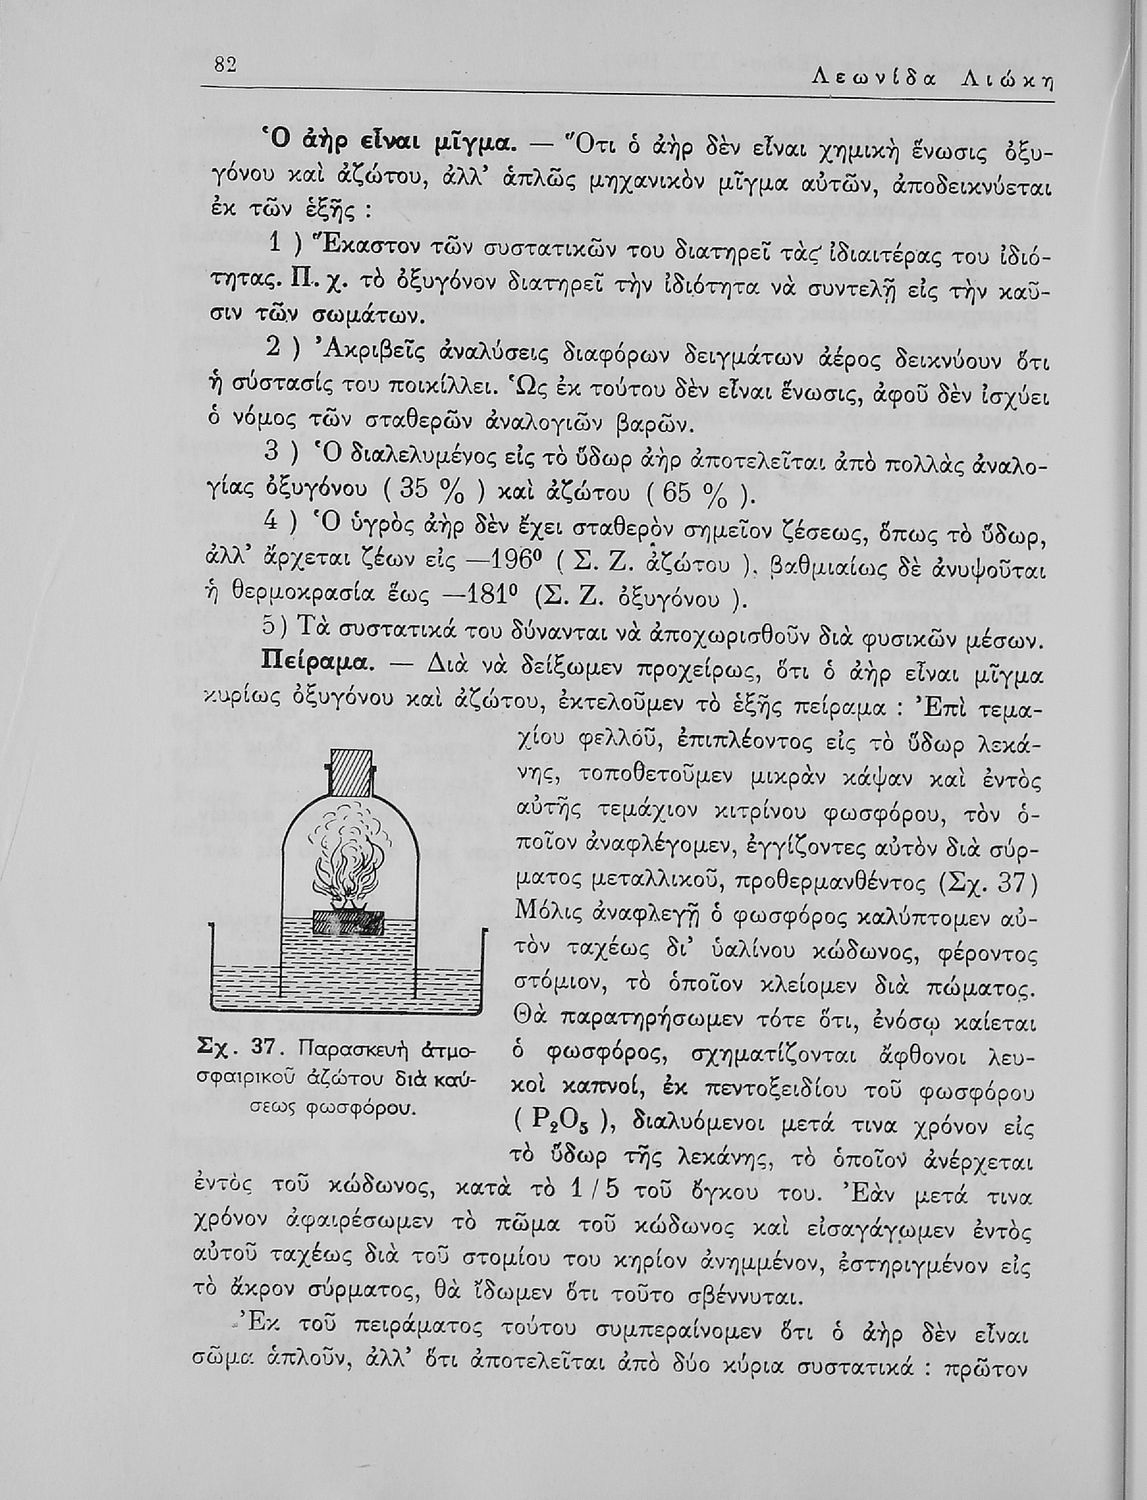 82
Λεωνίδα Λιώκη
Ὁ ἀὴρ εἶναι μῖγμα. — Ὅτι ὁ ἀὴρ δὲν εἶναι χημικὴ ἕνωσις ὀξυ-
γόνου καὶ ἀζώτου, ἀλλ’ ἁπλῶς μηχανικὸν μῖγμα αὐτῶν, ἀποδεικνύεται
ἐκ τῶν ἑξῆς :
1 ) Ἕκαστον τῶν συστατικῶν του διατηρεῖ τὰς ἰδιαιτέρας του ἰδιό-
τητας. Π. χ. τὸ ὀξυγόνον διατηρεῖ τὴν ἰδιότητα νὰ συντελῇ εἰς τὴν καῦ-
σιν τῶν σωμάτων.
2 ) Ἀκριβεῖς ἀναλύσεις διαφόρων δειγμάτων ἀέρος δεικνύουν ὅτι
ἡ σύστασίς του ποικίλλει. Ὡς ἐκ τούτου δὲν εἶναι ἕνωσις, ἀφοῦ δὲν ἰσχύει
ὁ νόμος τῶν σταθερῶν ἀναλογιῶν βαρῶν.
3 ) Ὁ διαλελυμένος εἰς τὸ ὕδωρ ἀὴρ ἀποτελεῖται ἀπὸ πολλὰς ἀναλο-
γίας ὀξυγόνου ( 35 % ) καὶ ἀζώτου ( 65 % ).
4 ) Ὁ ὑγρὸς ἀὴρ δὲν ἔχει σταθερὸν σημεῖον ζέσεως, ὅπως τὸ ὕδωρ,
ἀλλ’ ἄρχεται ζέων εἰς —196⁰ ( Σ. Ζ. ἀζώτου ), βαθμιαίως δὲ ἀνυψοῦται
ἡ θερμοκρασία ἕως —181⁰ (Σ. Ζ. ὀξυγόνου ).
5) Τὰ συστατικά του δύνανται νὰ ἀποχωρισθοῦν διὰ φυσικῶν μέσων.
Πείραμα. — Διὰ νὰ δείξωμεν προχείρως, ὅτι ὁ ἀὴρ εἶναι μῖγμα
κυρίως ὀξυγόνου καὶ ἀζώτου, ἐκτελοῦμεν τὸ ἑξῆς πείραμα : Ἐπὶ τεμα-
χίου φελλοῦ, ἐπιπλέοντος εἰς τὸ ὕδωρ λεκά-
νης, τοποθετοῦμεν μικρὰν κάψαν καὶ ἐντὸς
αὐτῆς τεμάχιον κιτρίνου φωσφόρου, τὸν ὁ-
ποῖον ἀναφλέγομεν, ἐγγίζοντες αὐτὸν διὰ σύρ-
ματος μεταλλικοῦ, προθερμανθέντος (Σχ. 37)
Μόλις ἀναφλεγῇ ὁ φωσφόρος καλύπτομεν αὐ-
τὸν ταχέως δι’ ὑαλίνου κώδωνος, φέροντος
στόμιον, τὸ ὁποῖον κλείομεν διὰ πώματος.
Θὰ παρατηρήσωμεν τότε ὅτι, ἐνόσῳ καίεται
ὁ φωσφόρος, σχηματίζονται ἄφθονοι λευ-
κοὶ καπνοί, ἐκ πεντοξειδίου τοῦ φωσφόρου
( P₂O₅ ), διαλυόμενοι μετά τινα χρόνον εἰς
τὸ ὕδωρ τῆς λεκάνης, τὸ ὁποῖον ἀνέρχεται
Σχ. 37. Παρασκευὴ ἀτμο-
σφαιρικοῦ ἀζώτου διὰ καύ-
σεως φωσφόρου.
ἐντὸς τοῦ κώδωνος, κατὰ τὸ 1 / 5 τοῦ ὄγκου του. Ἐὰν μετά τινα
χρόνον ἀφαιρέσωμεν τὸ πῶμα τοῦ κώδωνος καὶ εἰσαγάγωμεν ἐντὸς
αὐτοῦ ταχέως διὰ τοῦ στομίου του κηρίον ἀνημμένον, ἐστηριγμένον εἰς
τὸ ἄκρον σύρματος, θὰ ἴδωμεν ὅτι τοῦτο σβέννυται.
Ἐκ τοῦ πειράματος τούτου συμπεραίνομεν ὅτι ὁ ἀὴρ δὲν εἶναι
σῶμα ἁπλοῦν, ἀλλ’ ὅτι ἀποτελεῖται ἀπὸ δύο κύρια συστατικά : πρῶτον